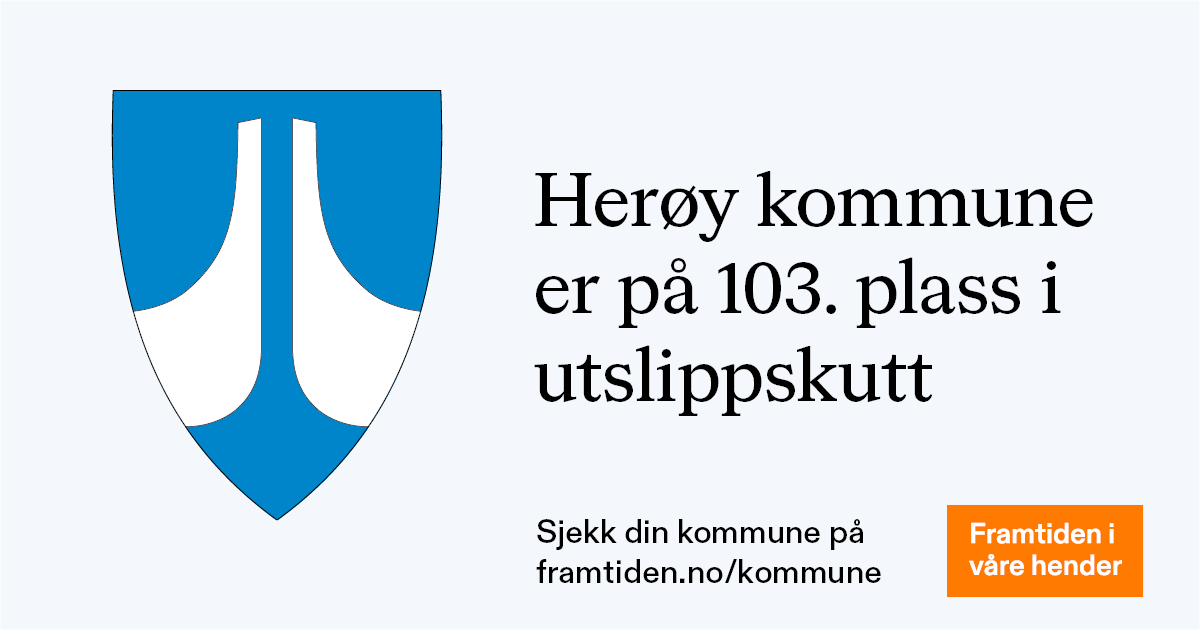 Herøy kommune
er på 103. plass i
utslippskutt
Sjekk din kommune på
framtiden.no/kommune
Framtiden i
våre hender